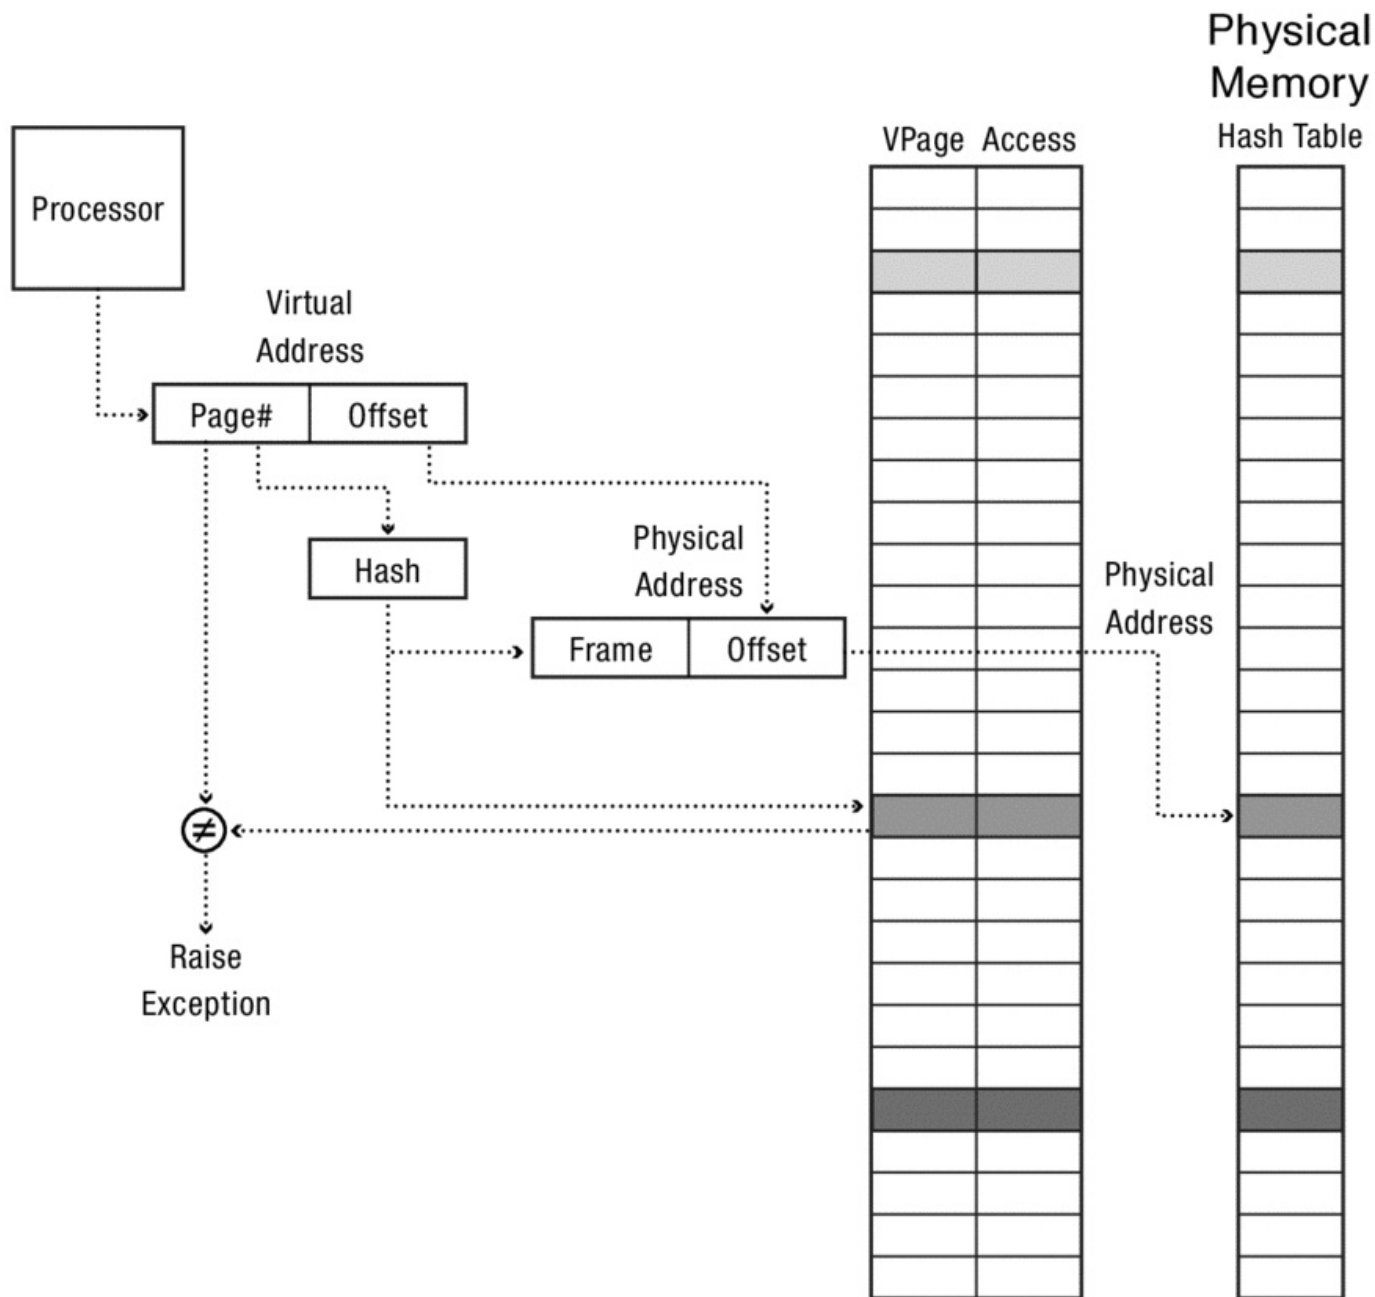 Physical
Memory
VPage Access
Hash Table
Processor
Virtual
Address
Page# Offset
Hash
Physical
Address
Frame Offset
Physical
Address
≠
Raise
Exception